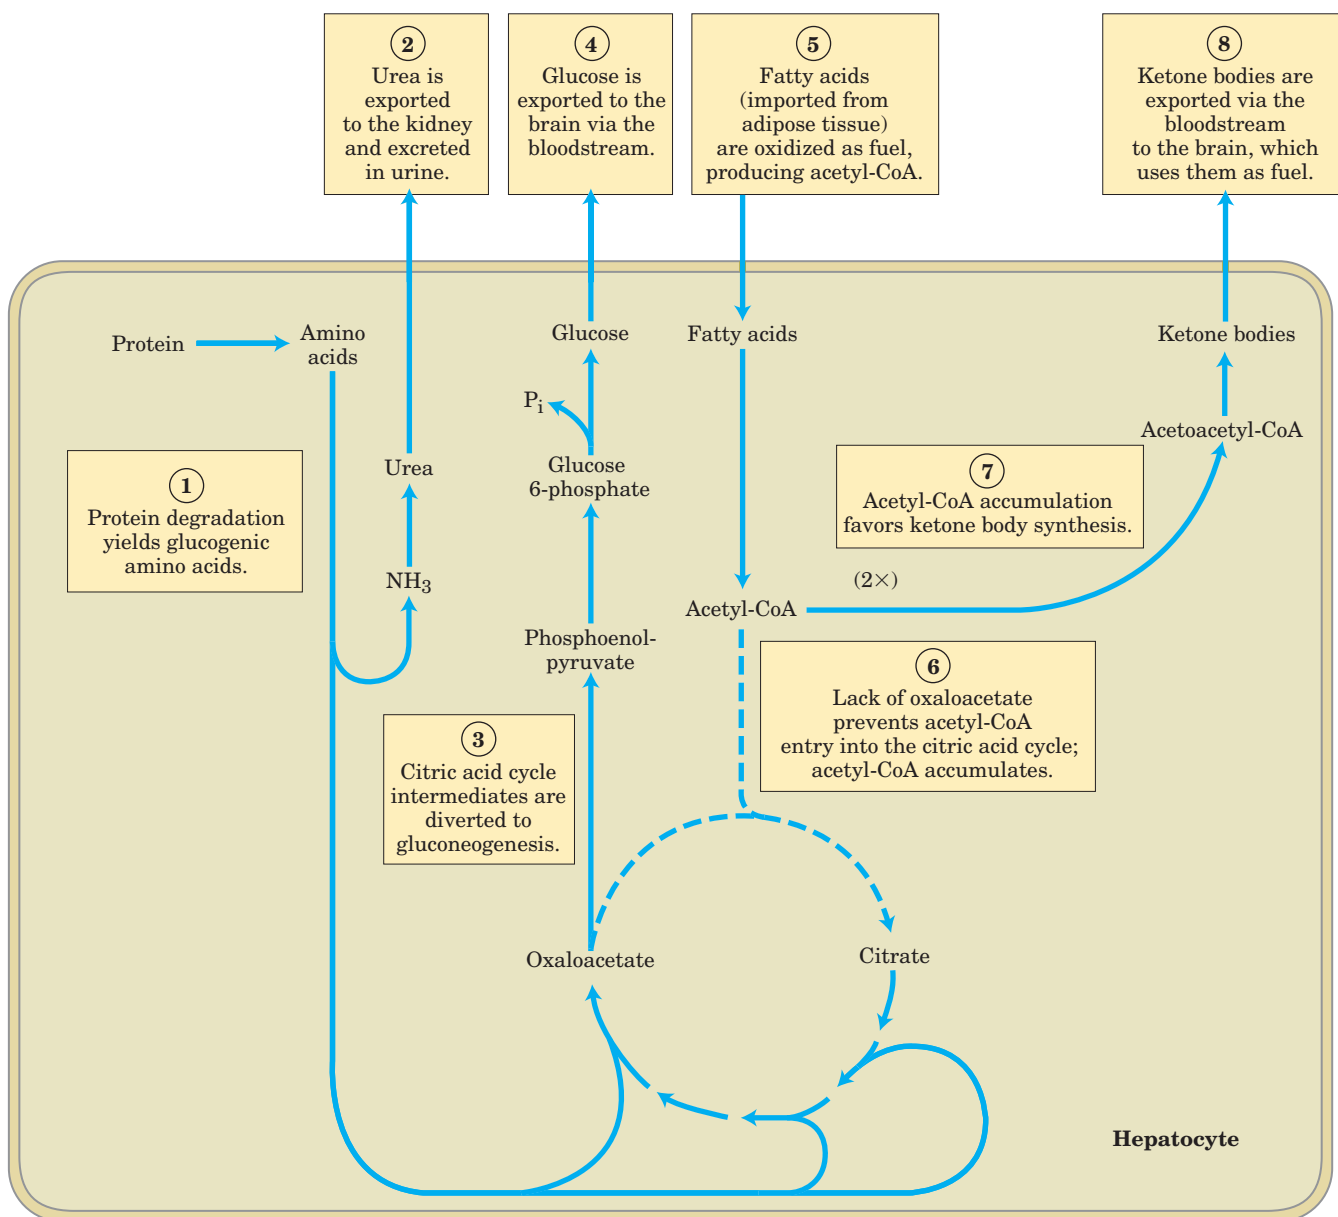 2
Urea is
exported
to the kidney
and excreted
in urine.
4
Glucose is
exported to the
brain via the
bloodstream.
5
Fatty acids
(imported from
adipose tissue)
are oxidized as fuel,
producing acetyl-CoA.
8
Ketone bodies are
exported via the
bloodstream
to the brain, which
uses them as fuel.
Protein
Amino
acids
Glucose
Fatty acids
Ketone bodies
Pi
Acetoacetyl-CoA
Urea
Glucose
6-phosphate
1
Protein degradation
yields glucogenic
amino acids.
7
Acetyl-CoA accumulation
favors ketone body synthesis.
NH3
(2×)
Acetyl-CoA
Phosphoenol-
pyruvate
6
Lack of oxaloacetate
prevents acetyl-CoA
entry into the citric acid cycle;
acetyl-CoA accumulates.
3
Citric acid cycle
intermediates are
diverted to
gluconeogenesis.
Oxaloacetate
Citrate
Hepatocyte